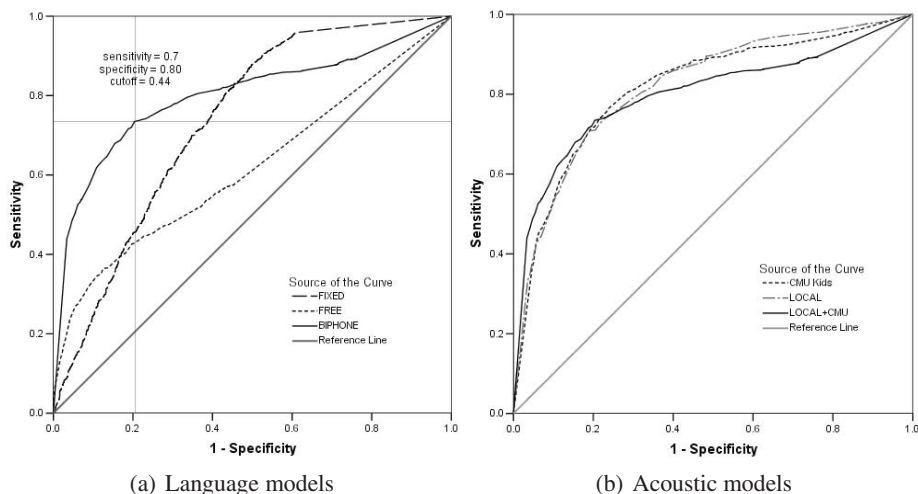 1.0
0.8
0.6
0.4
0.2
0.0
Sensitivity
sensitivity = 0.7
specificity = 0.80
cutoff = 0.44
Source of the Curve
FIXED
FREE
BIPHONE
Reference Line
0.0 0.2 0.4 0.6 0.8 1.0
1 - Specificity
(a) Language models
1.0
0.8
0.6
0.4
0.2
0.0
Sensitivity
Source of the Curve
CMU Kids
LOCAL
LOCAL+CMU
Reference Line
0.0 0.2 0.4 0.6 0.8 1.0
1 - Specificity
(b) Acoustic models